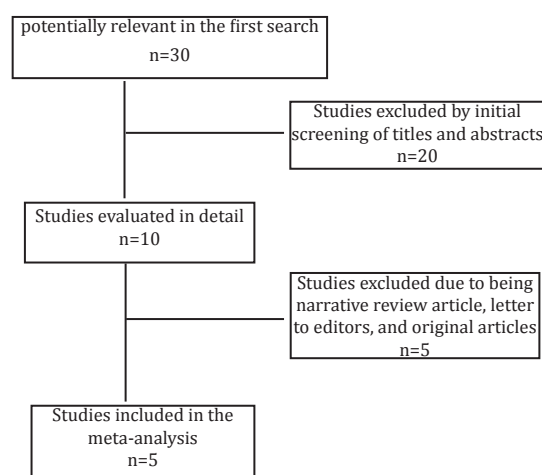 potentially relevant in the first search
n=30
Studies excluded by initial
screening of titles and abstracts
n=20
Studies evaluated in detail
n=10
Studies excluded due to being
narrative review article, letter
to editors, and original articles
n=5
Studies included in the
meta-analysis
n=5